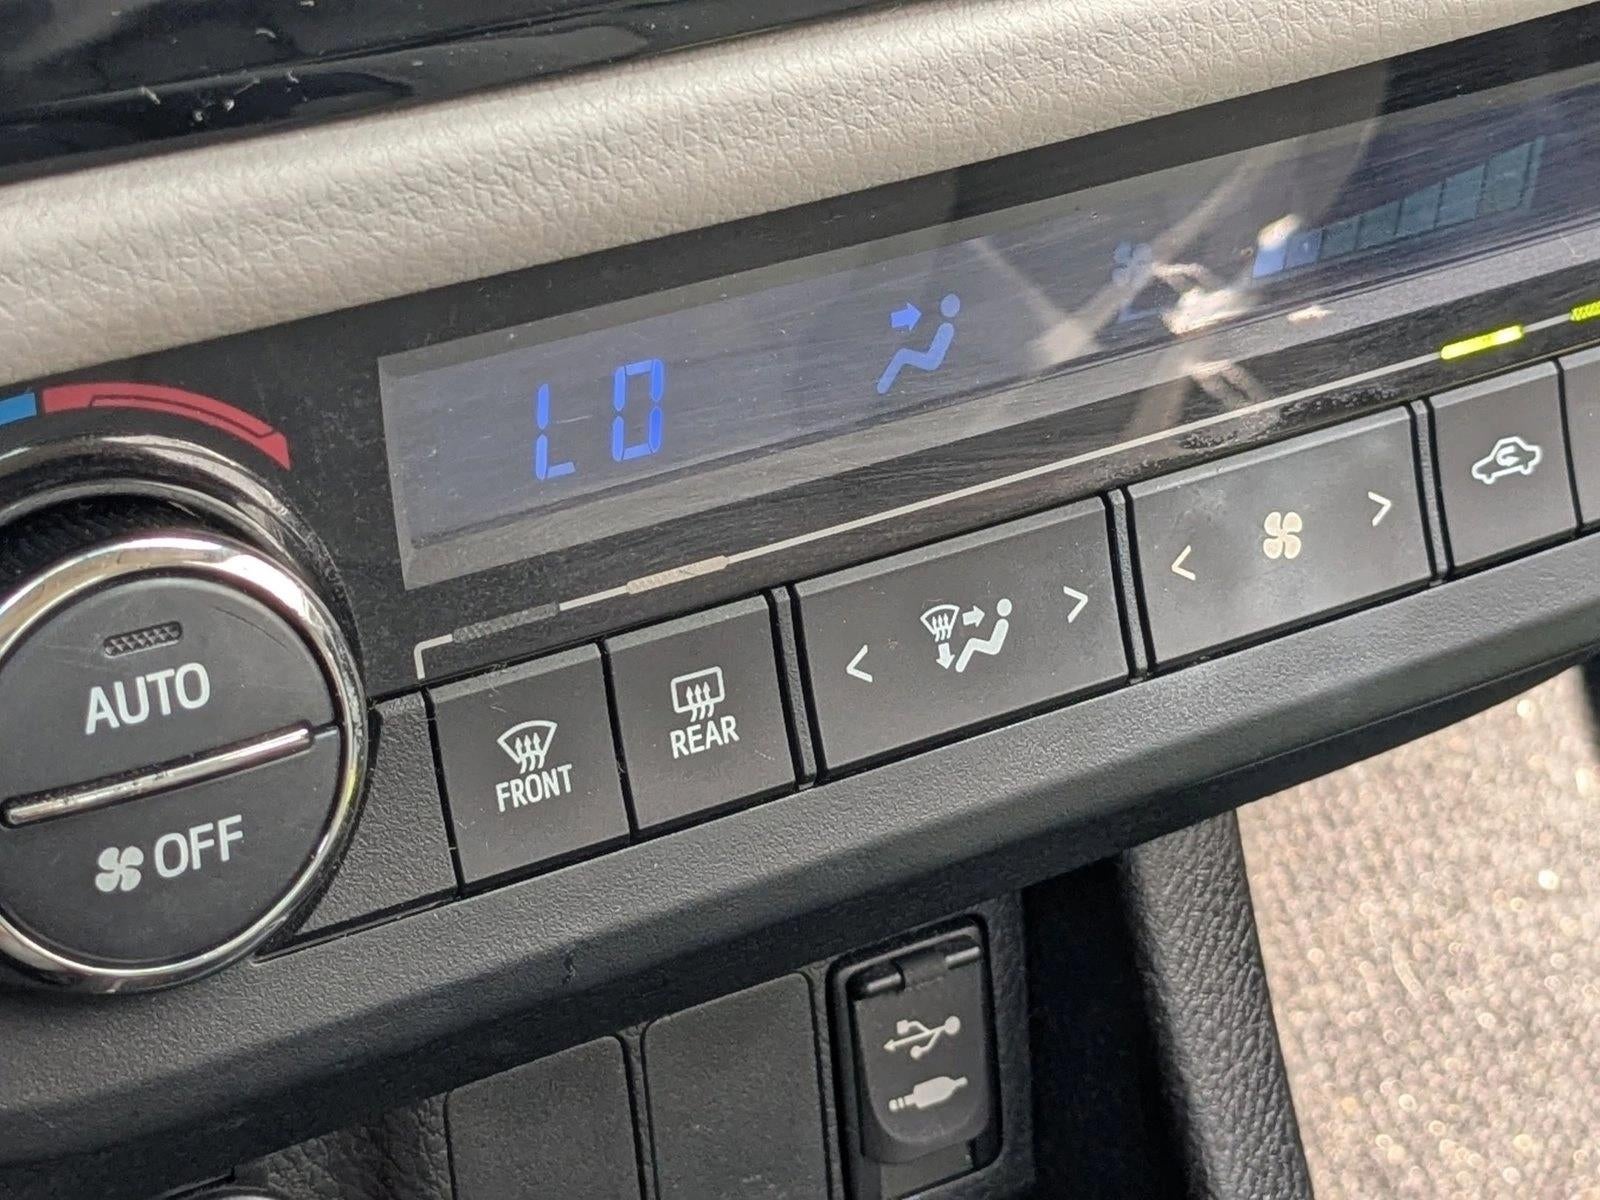 LO
AUTO
OFF
FRONT
REAR
< >
< >